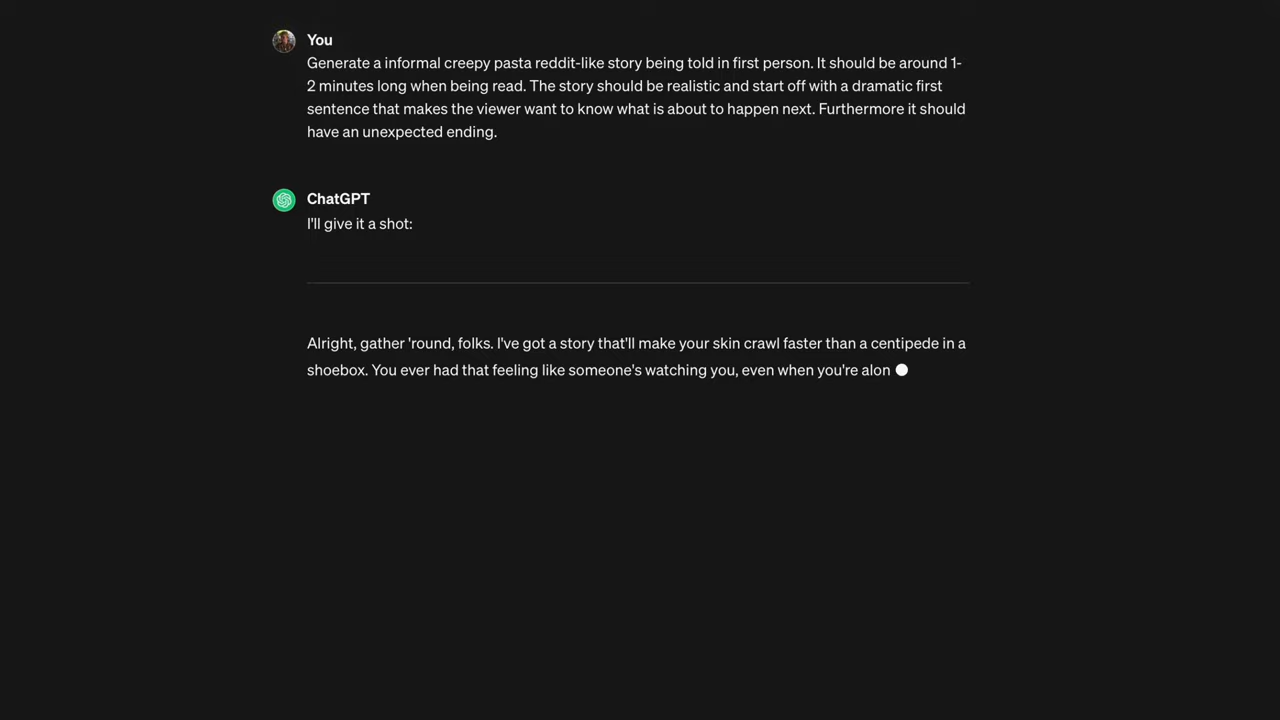 You
Generate a informal creepy pasta reddit-like story being told in first person. It should be around 1-
2 minutes long when being read. The story should be realistic and start off with a dramatic first
sentence that makes the viewer want to know what is about to happen next. Furthermore it should
have an unexpected ending.
ChatGPT
I'll give it a shot:
Alright, gather 'round, folks. I've got a story that'll make your skin crawl faster than a centipede in a
shoebox. You ever had that feeling like someone's watching you, even when you're alon